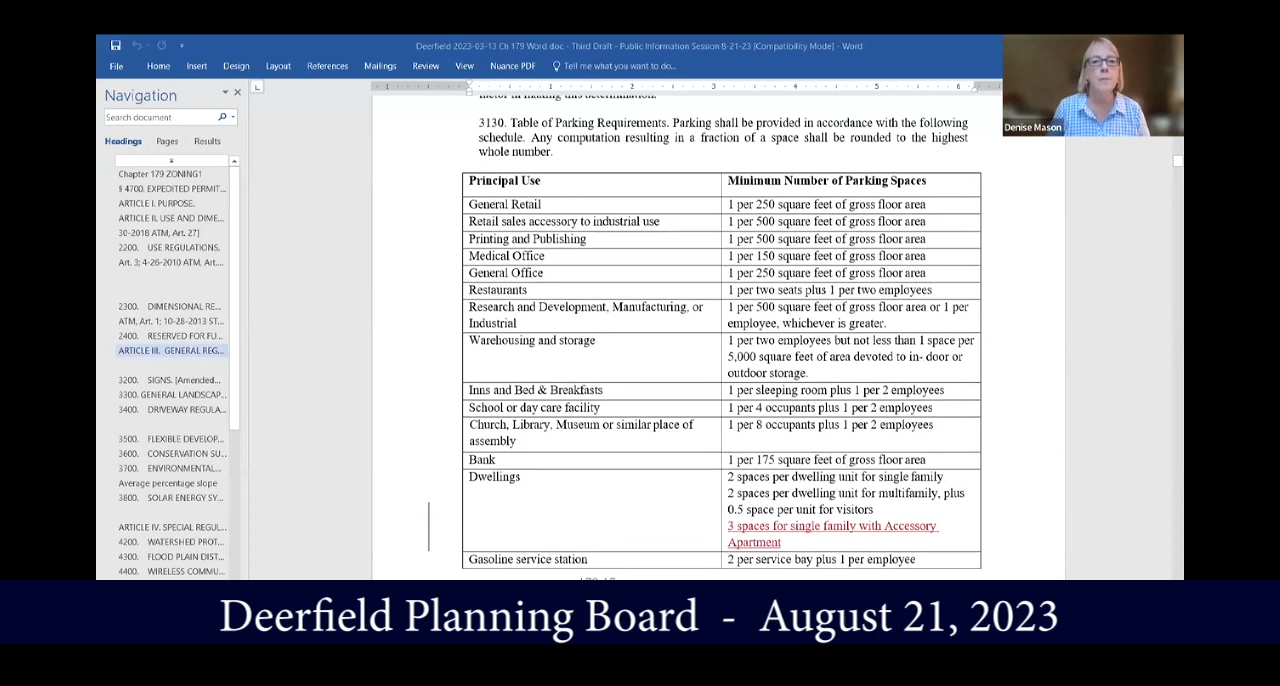 Deerfield 2023-03-13 Ch 179 Word doc - Third Draft - Public Information Session 8-21-23 [Compatibility Mode] - Word
File Home Insert Design Layout References Mailings Review View Nuance PDF Tell me what you want to do...
Navigation
Search document
Headings Pages Results
Chapter 179 ZONING1
§ 4700. EXPEDITED PERMIT...
ARTICLE I. PURPOSE.
ARTICLE II. USE AND DIME...
30-2018 ATM, Art. 27]
2200. USE REGULATIONS.
Art. 3; 4-26-2010 ATM, Art....
2300. DIMENSIONAL RE...
ATM, Art. 1; 10-28-2013 ST...
2400. RESERVED FOR FU...
ARTICLE III. GENERAL REG...
3200. SIGNS. [Amended...
3300. GENERAL LANDSCAP...
3400. DRIVEWAY REGULA...
3500. FLEXIBLE DEVELOP...
3600. CONSERVATION SU...
3700. ENVIRONMENTAL...
Average percentage slope
3800. SOLAR ENERGY SY...
ARTICLE IV. SPECIAL REGUL...
4200. WATERSHED PROT...
4300. FLOOD PLAIN DIST...
4400. WIRELESS COMMU...
factor in making this determination.
3130. Table of Parking Requirements. Parking shall be provided in accordance with the following
schedule. Any computation resulting in a fraction of a space shall be rounded to the highest
whole number.
Principal Use Minimum Number of Parking Spaces
General Retail 1 per 250 square feet of gross floor area
Retail sales accessory to industrial use 1 per 500 square feet of gross floor area
Printing and Publishing 1 per 500 square feet of gross floor area
Medical Office 1 per 150 square feet of gross floor area
General Office 1 per 250 square feet of gross floor area
Restaurants 1 per two seats plus 1 per two employees
Research and Development, Manufacturing, or 1 per 500 square feet of gross floor area or 1 per
Industrial employee, whichever is greater.
Warehousing and storage 1 per two employees but not less than 1 space per
5,000 square feet of area devoted to in- door or
outdoor storage.
Inns and Bed & Breakfasts 1 per sleeping room plus 1 per 2 employees
School or day care facility 1 per 4 occupants plus 1 per 2 employees
Church, Library, Museum or similar place of 1 per 8 occupants plus 1 per 2 employees
assembly
Bank 1 per 175 square feet of gross floor area
Dwellings 2 spaces per dwelling unit for single family
2 spaces per dwelling unit for multifamily, plus
0.5 space per unit for visitors
3 spaces for single family with Accessory
Apartment
Gasoline service station 2 per service bay plus 1 per employee
Denise Mason
Deerfield Planning Board - August 21, 2023